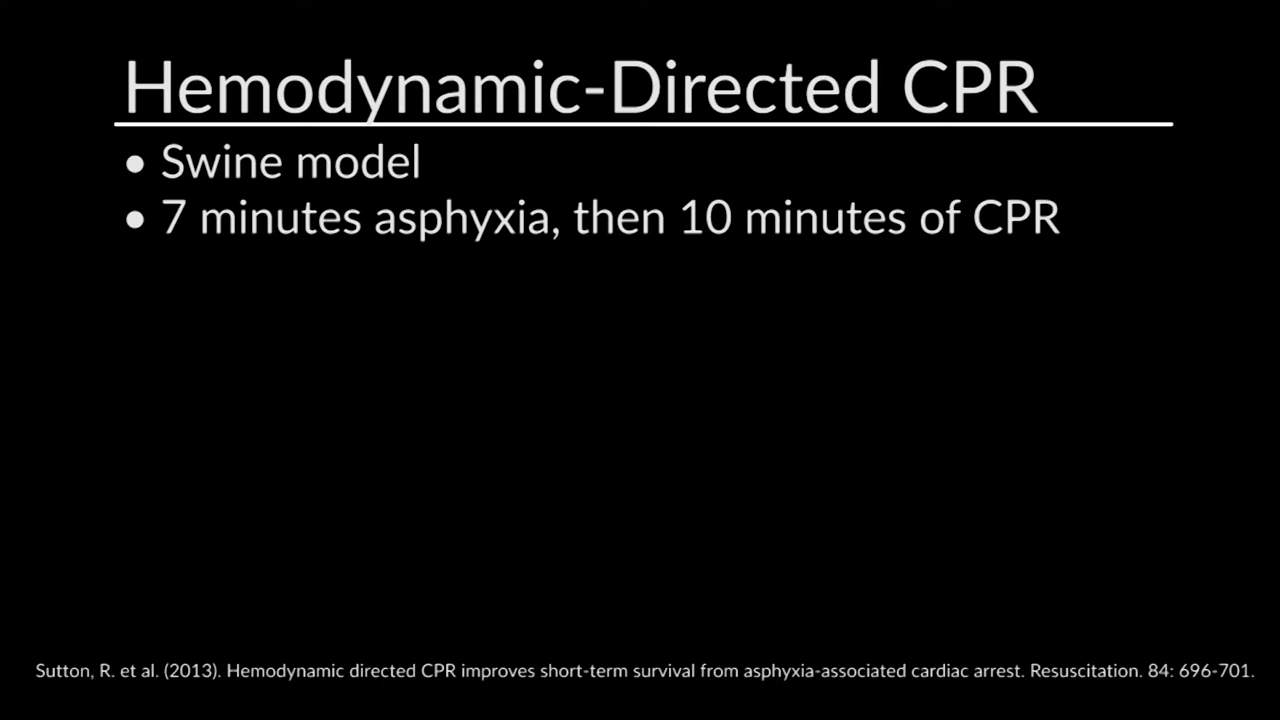 Hemodynamic-Directed CPR
• Swine model
• 7 minutes asphyxia, then 10 minutes of CPR
Sutton, R. et al. (2013). Hemodynamic directed CPR improves short-term survival from asphyxia-associated cardiac arrest. Resuscitation. 84: 696-701.